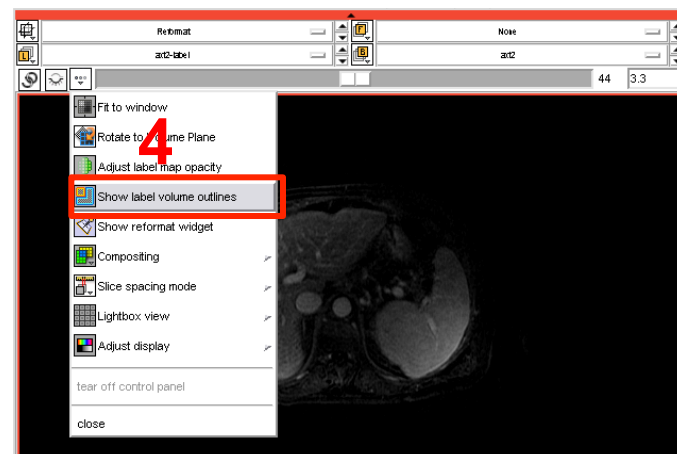 Reformat
None
axt2-label
axt2
44 3.3
Fit to window
Rotate to Volume Plane
4
Adjust label map opacity
Show label volume outlines
Show reformat widget
Compositing
Slice spacing mode
Lightbox view
Adjust display
tear off control panel
close